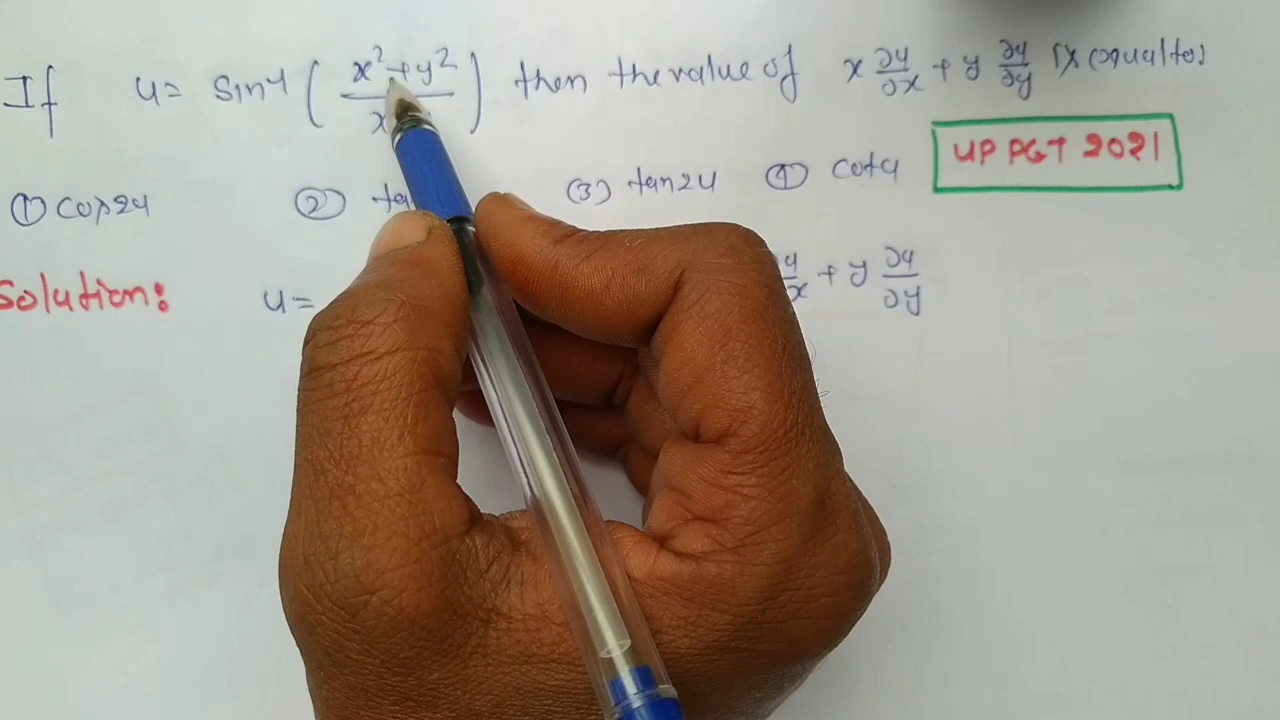 If u = sin⁻¹ ( x² + y² / x ) then the value of x ∂u/∂x + y ∂u/∂y is equal to
UP PGT 2021
① cos2u ② ta (3) tan2u ④ cotu
Solution: u = u/x + y ∂u/∂y